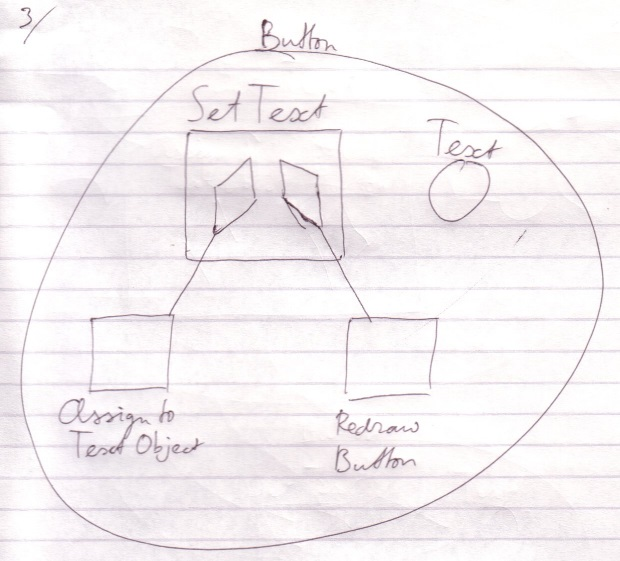 3/
Button
Set Text
Text
Assign to
Text Object
Redraw
Button